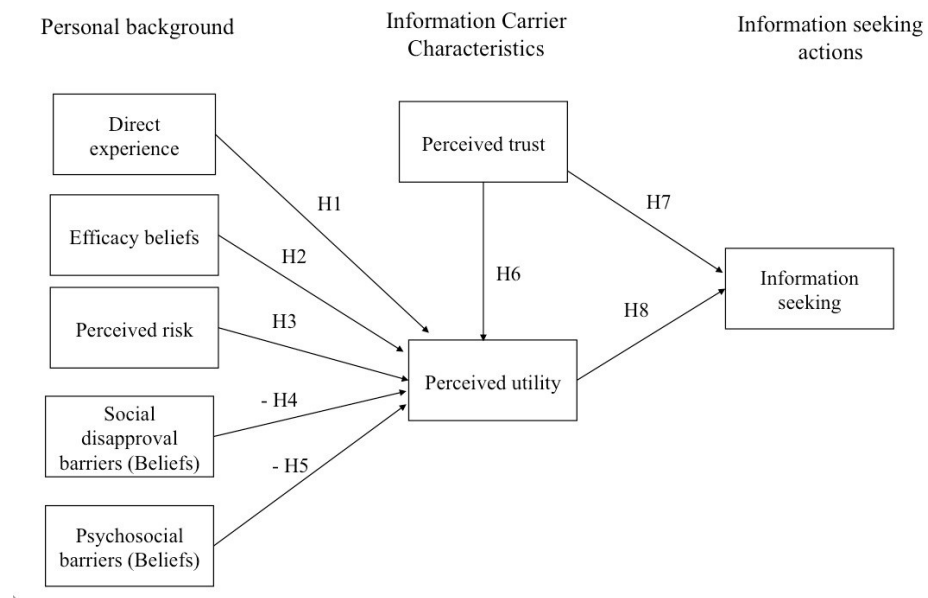 Personal background
Information Carrier
Characteristics
Information seeking
actions
Direct
experience
Perceived trust
H1
H7
Efficacy beliefs
H2
H6
Information
seeking
Perceived risk
H3
H8
Perceived utility
- H4
Social
disapproval
barriers (Beliefs)
- H5
Psychosocial
barriers (Beliefs)